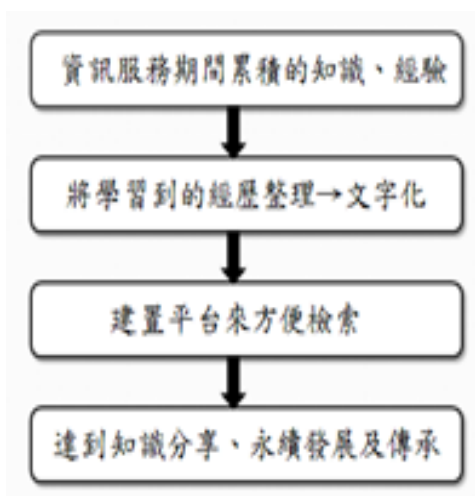 資訊服務期間累積的知識、經驗
將學習到的經歷整理→文字化
建置平台來方便檢索
達到知識分享、永續發展及傳承